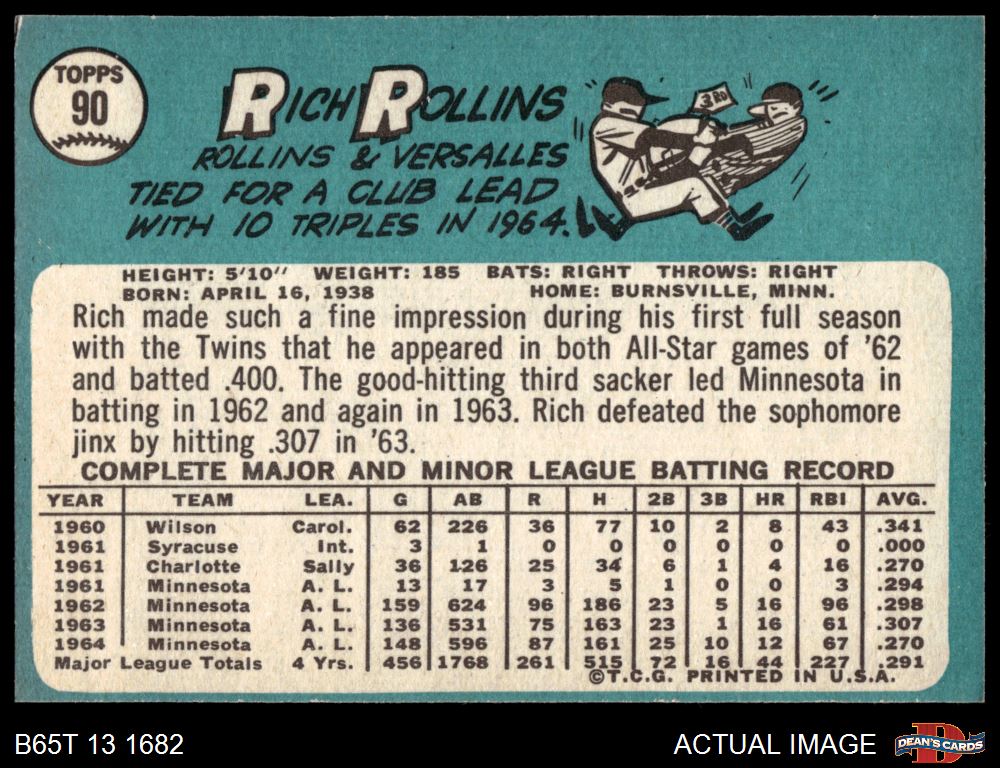 TOPPS
90
RICH ROLLINS
ROLLINS & VERSALLES
TIED FOR A CLUB LEAD
WITH 10 TRIPLES IN 1964.
3RD
HEIGHT: 5'10" WEIGHT: 185 BATS: RIGHT THROWS: RIGHT
BORN: APRIL 16, 1938 HOME: BURNSVILLE, MINN.
Rich made such a fine impression during his first full season
with the Twins that he appeared in both All-Star games of '62
and batted .400. The good-hitting third sacker led Minnesota in
batting in 1962 and again in 1963. Rich defeated the sophomore
jinx by hitting .307 in '63.
COMPLETE MAJOR AND MINOR LEAGUE BATTING RECORD
YEAR TEAM LEA. G AB R H 2B 3B HR RBI AVG.
1960 Wilson Carol. 62 226 36 77 10 2 8 43 .341
1961 Syracuse Int. 3 1 0 0 0 0 0 0 .000
1961 Charlotte Sally 36 126 25 34 6 1 4 16 .270
1961 Minnesota A. L. 13 17 3 5 1 0 0 3 .294
1962 Minnesota A. L. 159 624 96 186 23 5 16 96 .298
1963 Minnesota A. L. 136 531 75 163 23 1 16 61 .307
1964 Minnesota A. L. 148 596 87 161 25 10 12 67 .270
Major League Totals 4 Yrs. 456 1768 261 515 72 16 44 227 .291
©T.C.G. PRINTED IN U.S.A.
B65T 13 1682
ACTUAL IMAGE
D
DEAN'S CARDS